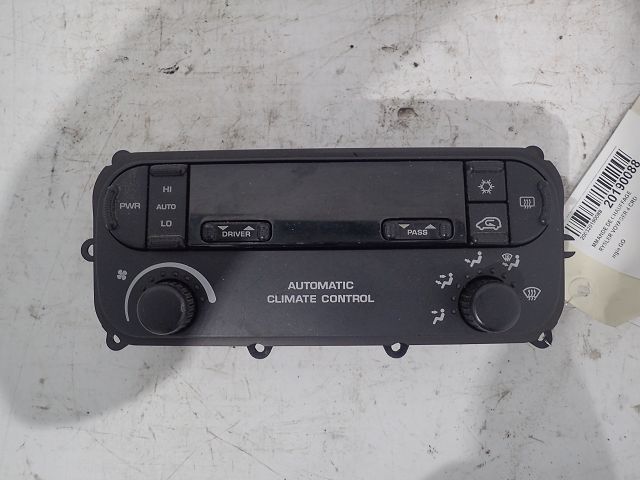 PWR
HI
AUTO
LO
DRIVER
PASS
AUTOMATIC
CLIMATE CONTROL
20190088